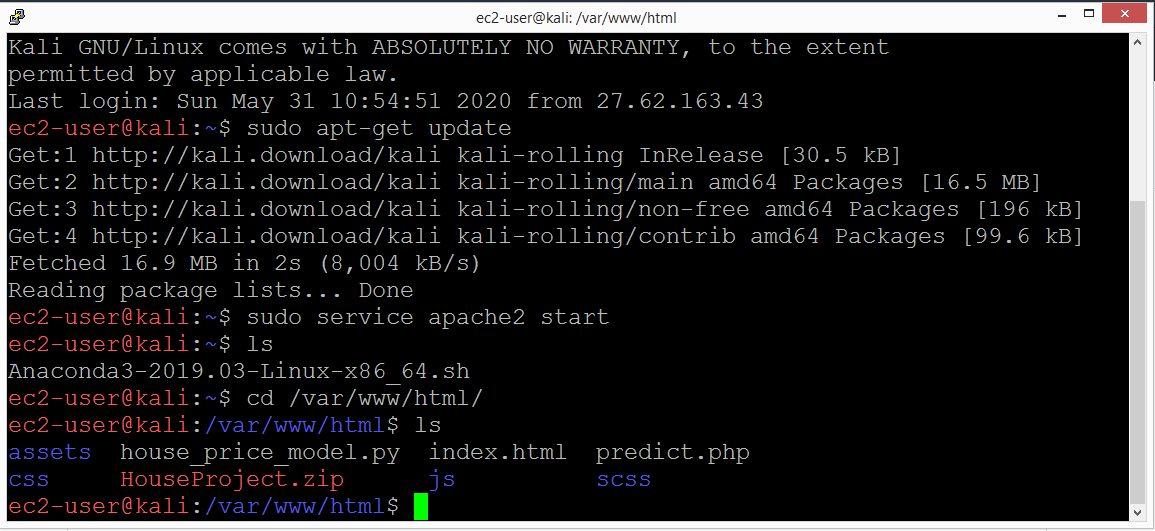 ec2-user@kali: /var/www/html
Kali GNU/Linux comes with ABSOLUTELY NO WARRANTY, to the extent
permitted by applicable law.
Last login: Sun May 31 10:54:51 2020 from 27.62.163.43
ec2-user@kali:~$ sudo apt-get update
Get:1 http://kali.download/kali kali-rolling InRelease [30.5 kB]
Get:2 http://kali.download/kali kali-rolling/main amd64 Packages [16.5 MB]
Get:3 http://kali.download/kali kali-rolling/non-free amd64 Packages [196 kB]
Get:4 http://kali.download/kali kali-rolling/contrib amd64 Packages [99.6 kB]
Fetched 16.9 MB in 2s (8,004 kB/s)
Reading package lists... Done
ec2-user@kali:~$ sudo service apache2 start
ec2-user@kali:~$ ls
Anaconda3-2019.03-Linux-x86_64.sh
ec2-user@kali:~$ cd /var/www/html/
ec2-user@kali:/var/www/html$ ls
assets  house_price_model.py  index.html  predict.php
css     HouseProject.zip      js          scss
ec2-user@kali:/var/www/html$